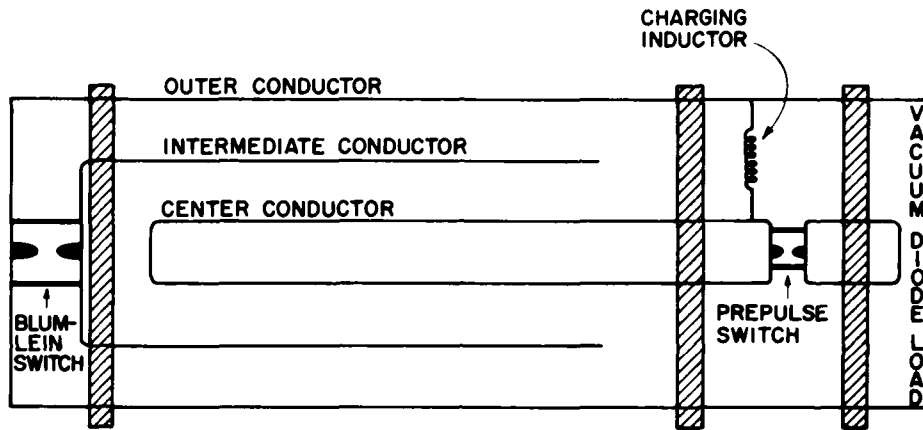 CHARGING
INDUCTOR
OUTER CONDUCTOR
INTERMEDIATE CONDUCTOR
CENTER CONDUCTOR
BLUM-
LEIN
SWITCH
PREPULSE
SWITCH
VACUUM DIODE LOAD